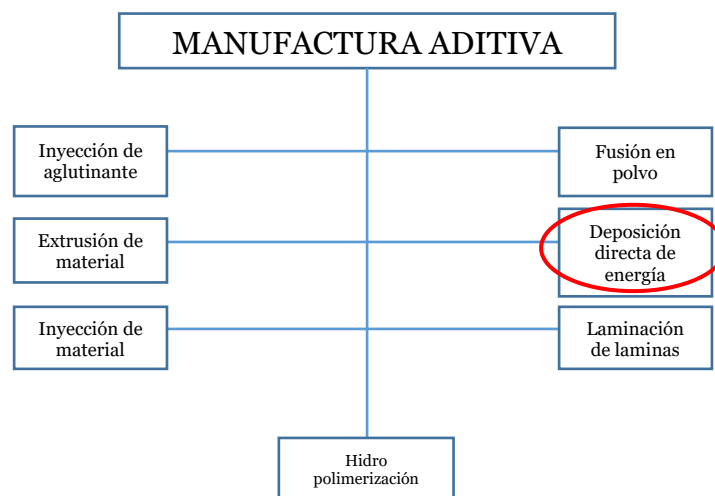 MANUFACTURA ADITIVA
Inyección de
aglutinante
Fusión en
polvo
Extrusión de
material
Deposición
directa de
energía
Inyección de
material
Laminación
de laminas
Hidro
polimerización